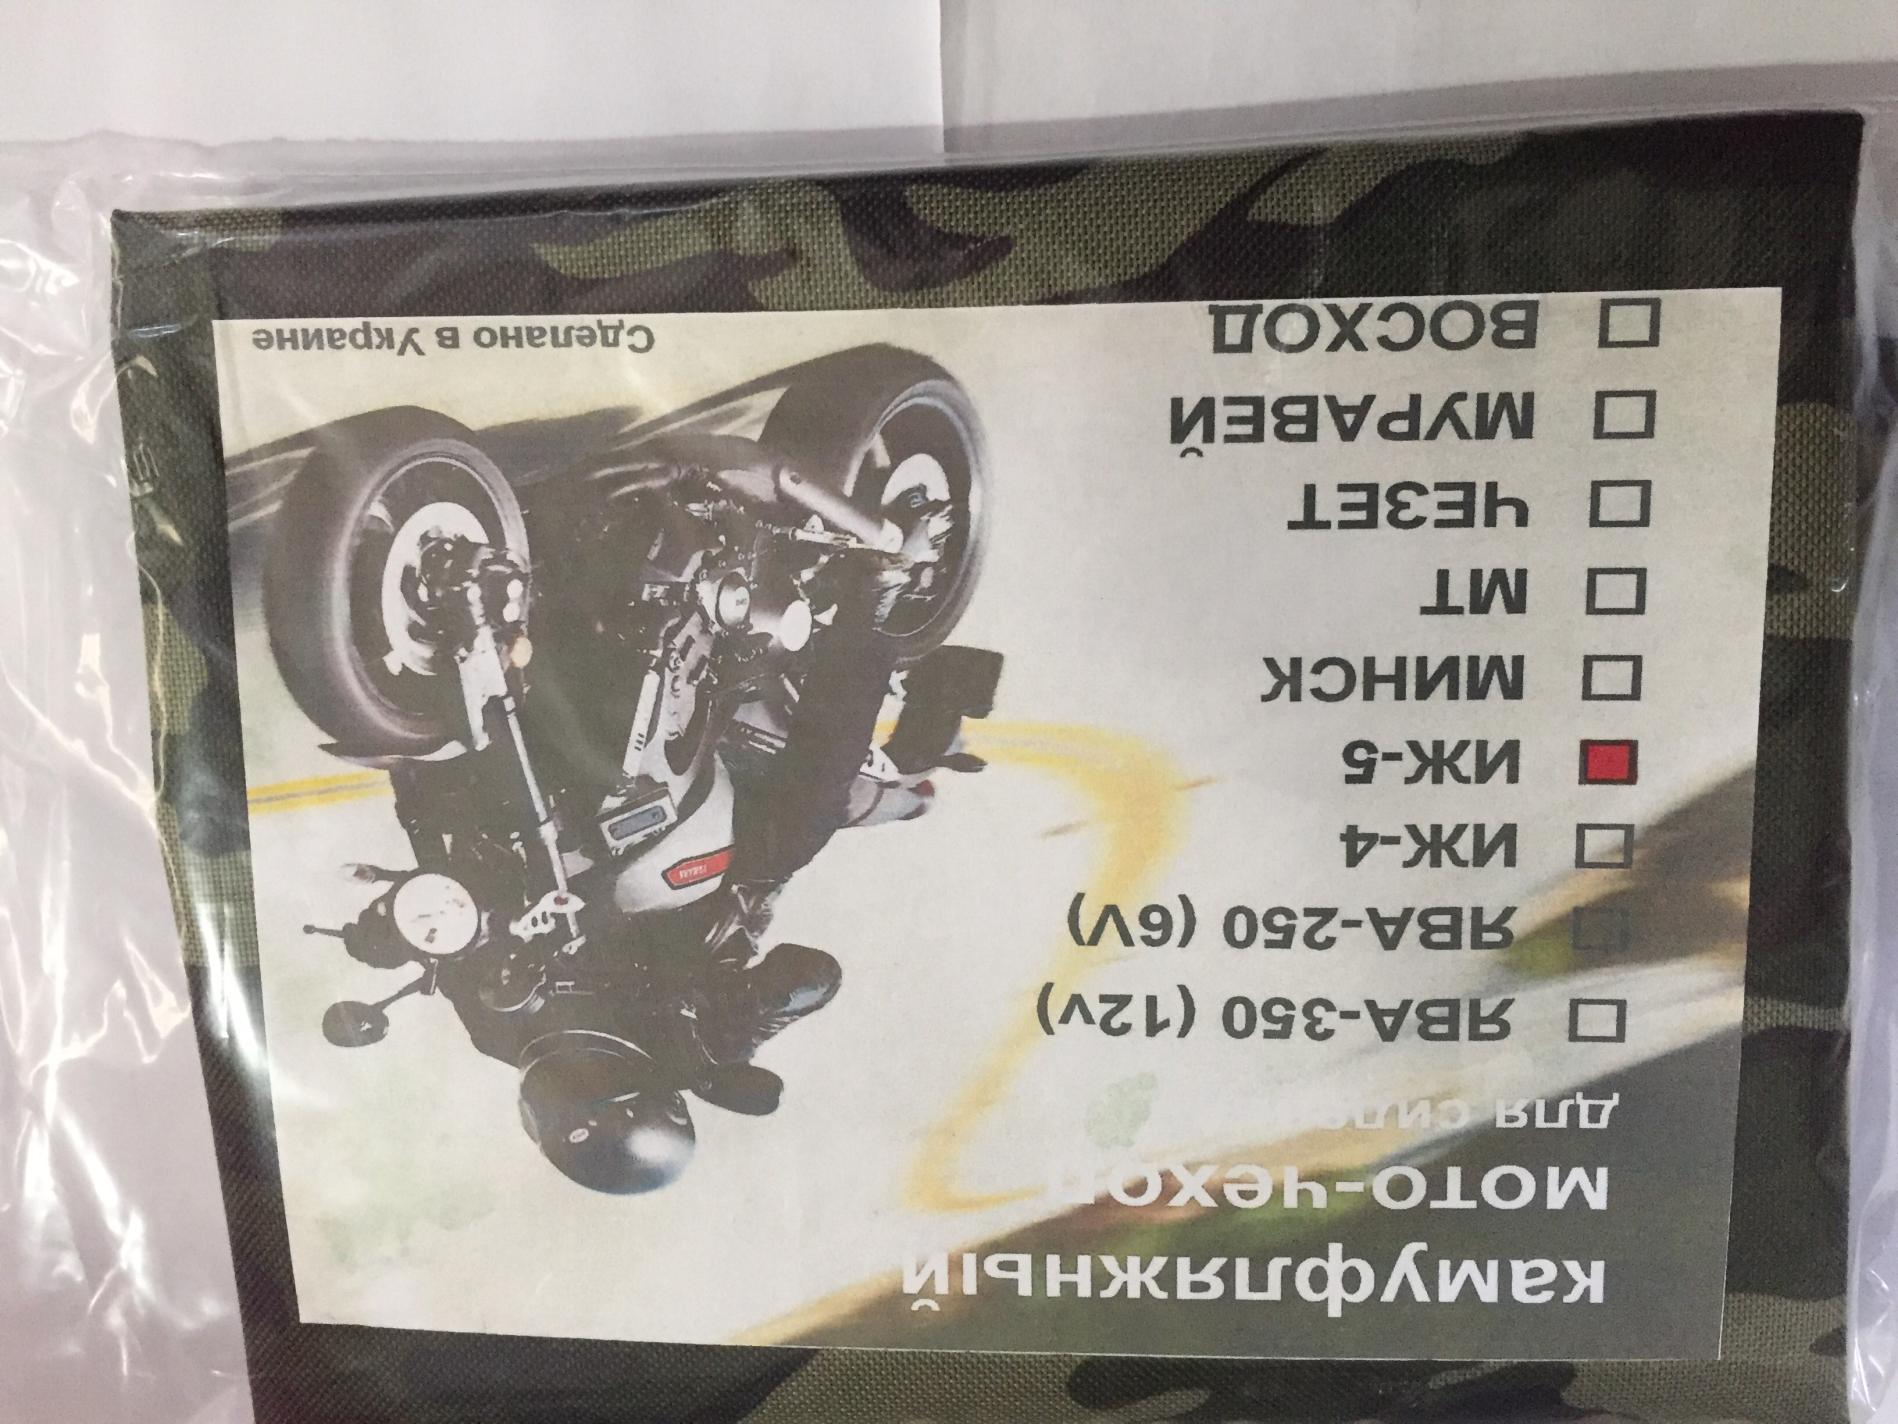 камуфляжный
мото-чехол
для сиденья
ЯВА-350 (12v)
ЯВА-250 (6V)
ИЖ-4
ИЖ-5
МИНСК
МТ
ЧЕЗЕТ
МУРАВЕЙ
ВОСХОД
Сделано в Украине